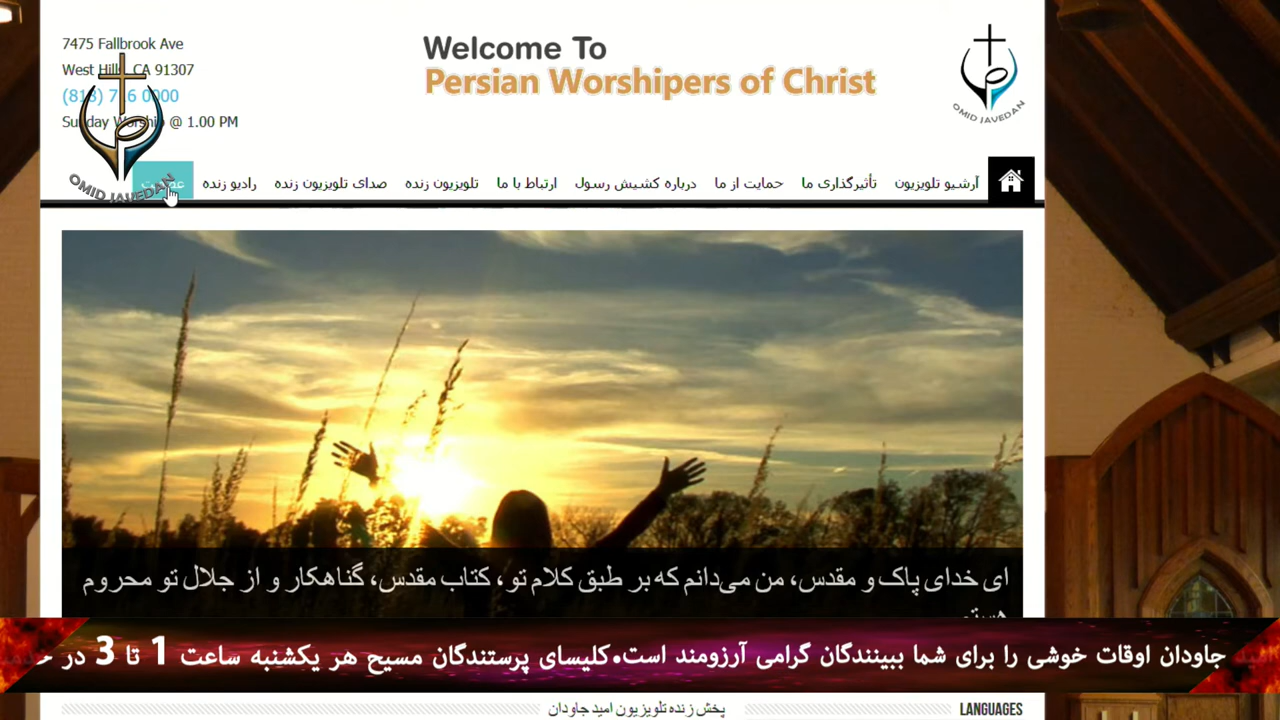 7475 Fallbrook Ave
West Hills, CA 91307
Sunday Worship @ 1.00 PM
Welcome To
Persian Worshipers of Christ
OMID JAVEDAN
OMID JAVEDAN
آرشیو تلویزیون تأثیرگذاری ما حمایت از ما درباره کشیش رسول ارتباط با ما تلویزیون زنده صدای تلویزیون زنده رادیو زنده
ای خدای پاک و مقدس، من می‌دانم که بر طبق کلام تو، کتاب مقدس، گناهکار و از جلال تو محروم
هستم
جاودان اوقات خوشی را برای شما بینندگان گرامی آرزومند است.کلیسای پرستندگان مسیح هر یکشنبه ساعت 1 تا 3 در
پخش زنده تلویزیون امید جاودان
LANGUAGES